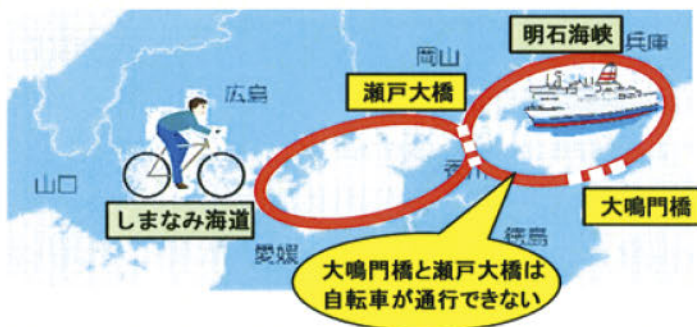 明石海峡
兵庫
岡山
瀬戸大橋
広島
山口
香川
大鳴門橋
しまなみ海道
徳島
愛媛
大鳴門橋と瀬戸大橋は
自転車が通行できない